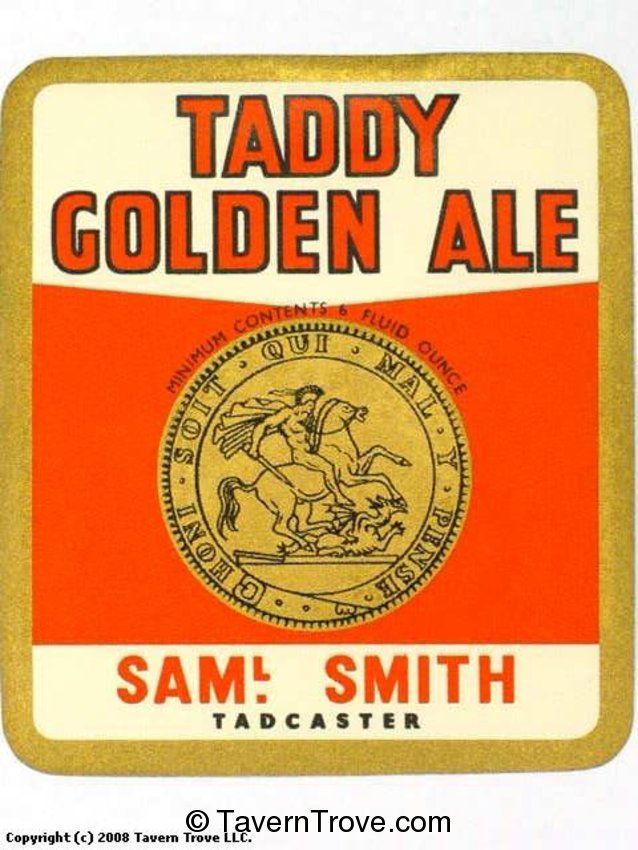 TADDY
GOLDEN ALE
MINIMUM CONTENTS 6 FLUID OUNCE
HONI · SOIT · QUI · MAL · Y · PENSE ·
SAML. SMITH
TADCASTER
© TavernTrove.com
Copyright (c) 2008 Tavern Trove LLC.